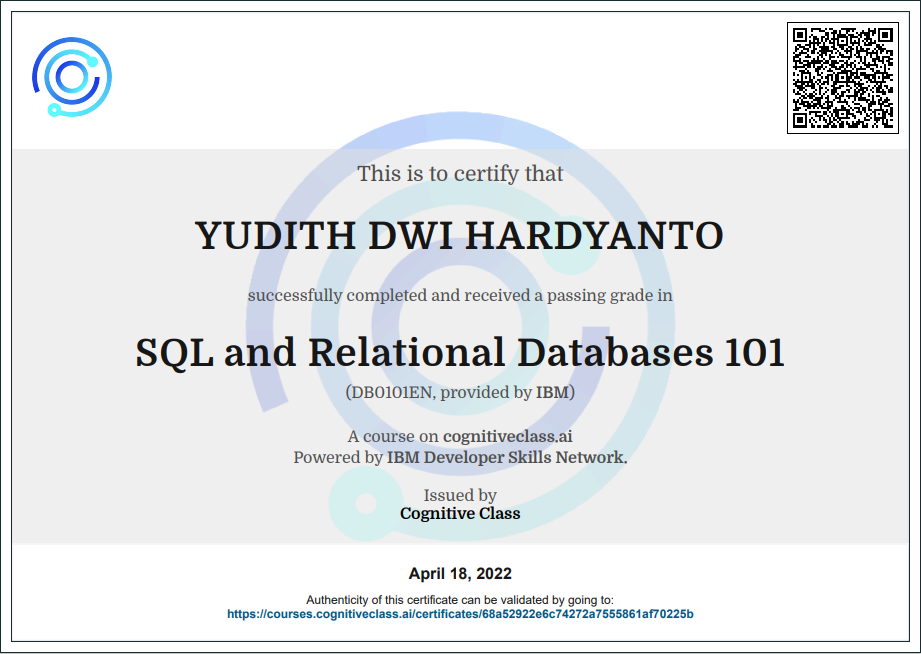 This is to certify that
YUDITH DWI HARDYANTO
successfully completed and received a passing grade in
SQL and Relational Databases 101
(DB0101EN, provided by IBM)
A course on cognitiveclass.ai
Powered by IBM Developer Skills Network.
Issued by
Cognitive Class
April 18, 2022
Authenticity of this certificate can be validated by going to:
https://courses.cognitiveclass.ai/certificates/68a52922e6c74272a7555861af70225b